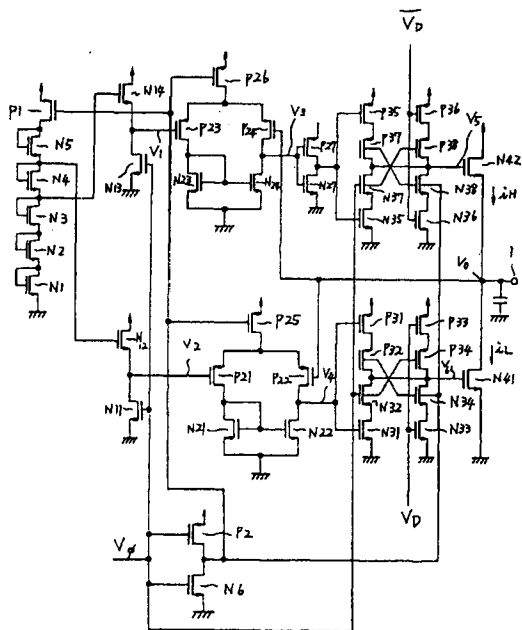 V̅D̅
P26
N14
P1
P35
P36
V3
N5
P23
P24
P27
P37
P38
V5
V1
N42
N4
N13
N23
N24
N27
N37
N38
iH
N3
N35
N36
N2
V0
1
N1
P25
P31
P33
iL
N12
V2
P32
P34
P21
P22
V4
N41
N11
N32
N34
N21
N22
N31
N33
P2
VD
Vφ
N6